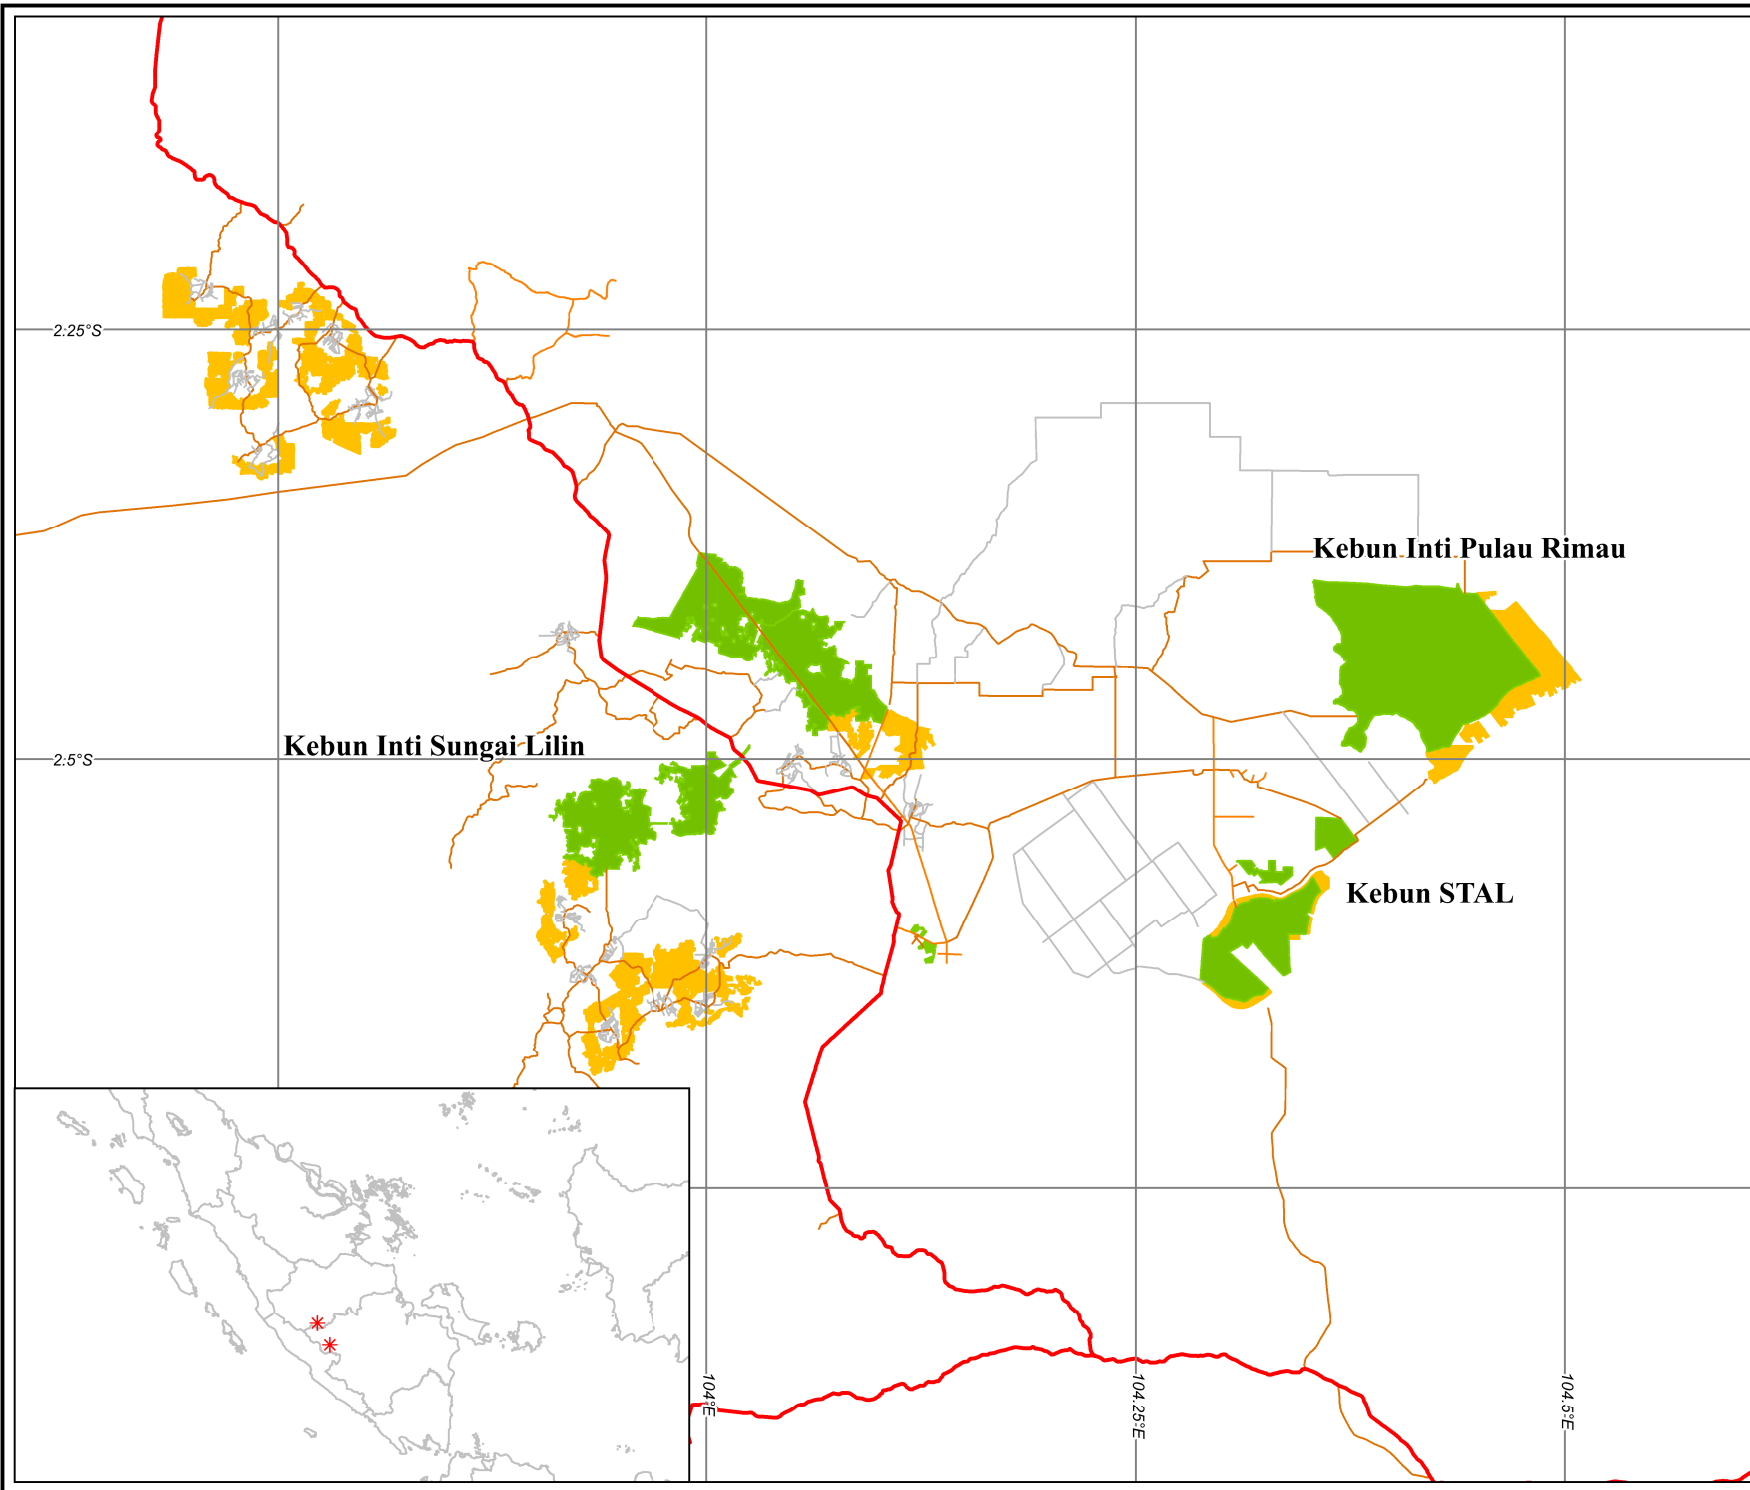 2.25°S
Kebun Inti Pulau Rimau
Kebun Inti Sungai Lilin
2.5°S
Kebun STAL
104°E
104.25°E
104.5°E